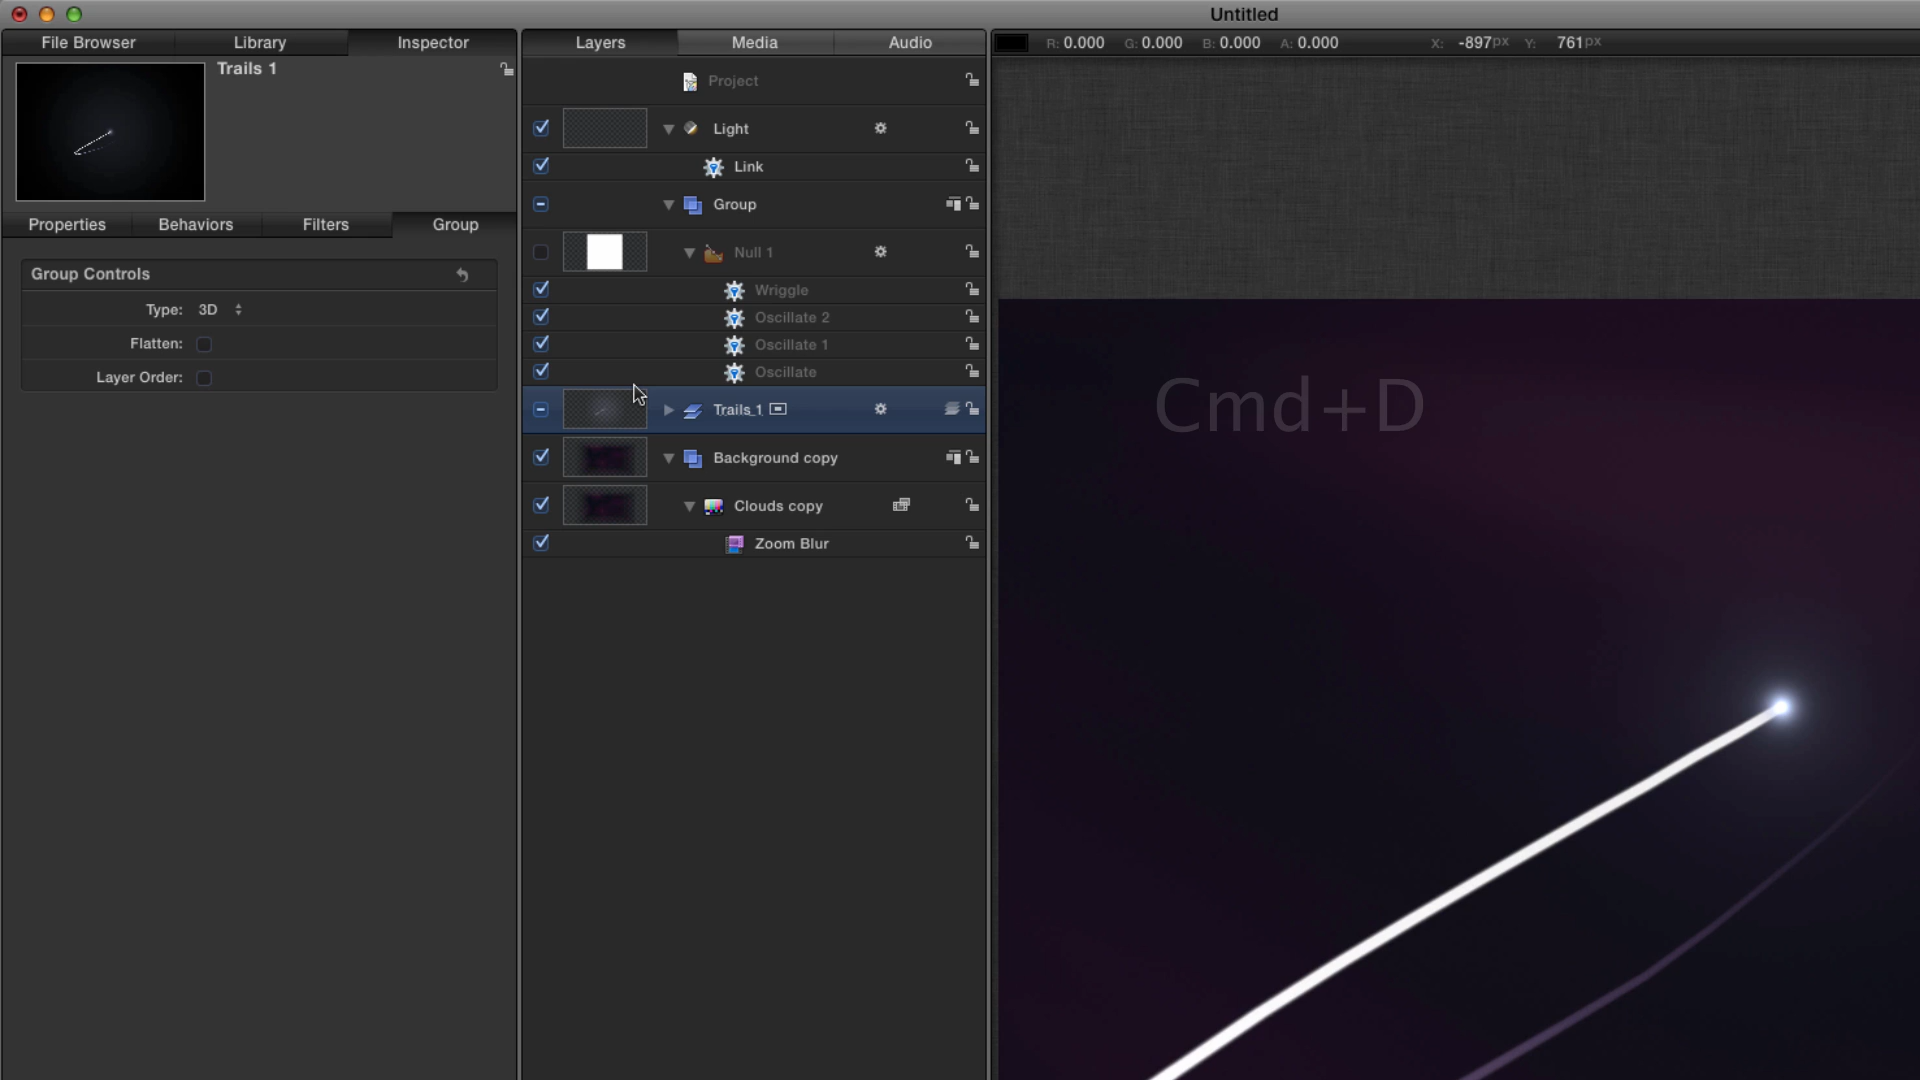 Untitled
File Browser
Library
Inspector
Trails 1
Properties
Behaviors
Filters
Group
Group Controls
Type: 3D
Flatten:
Layer Order:
Layers
Media
Audio
Project
Light
Link
Group
Null 1
Wriggle
Oscillate 2
Oscillate 1
Oscillate
Trails 1
Background copy
Clouds copy
Zoom Blur
R: 0.000 G: 0.000 B: 0.000 A: 0.000 X: -897px Y: 761px
Cmd+D